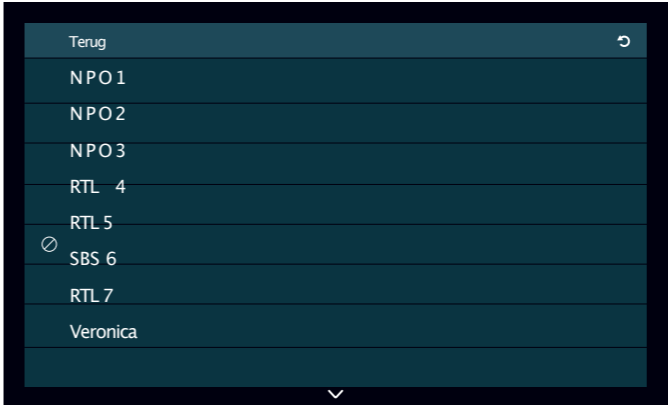 Terug
NPO1
NPO2
NPO3
RTL 4
RTL 5
SBS 6
RTL 7
Veronica